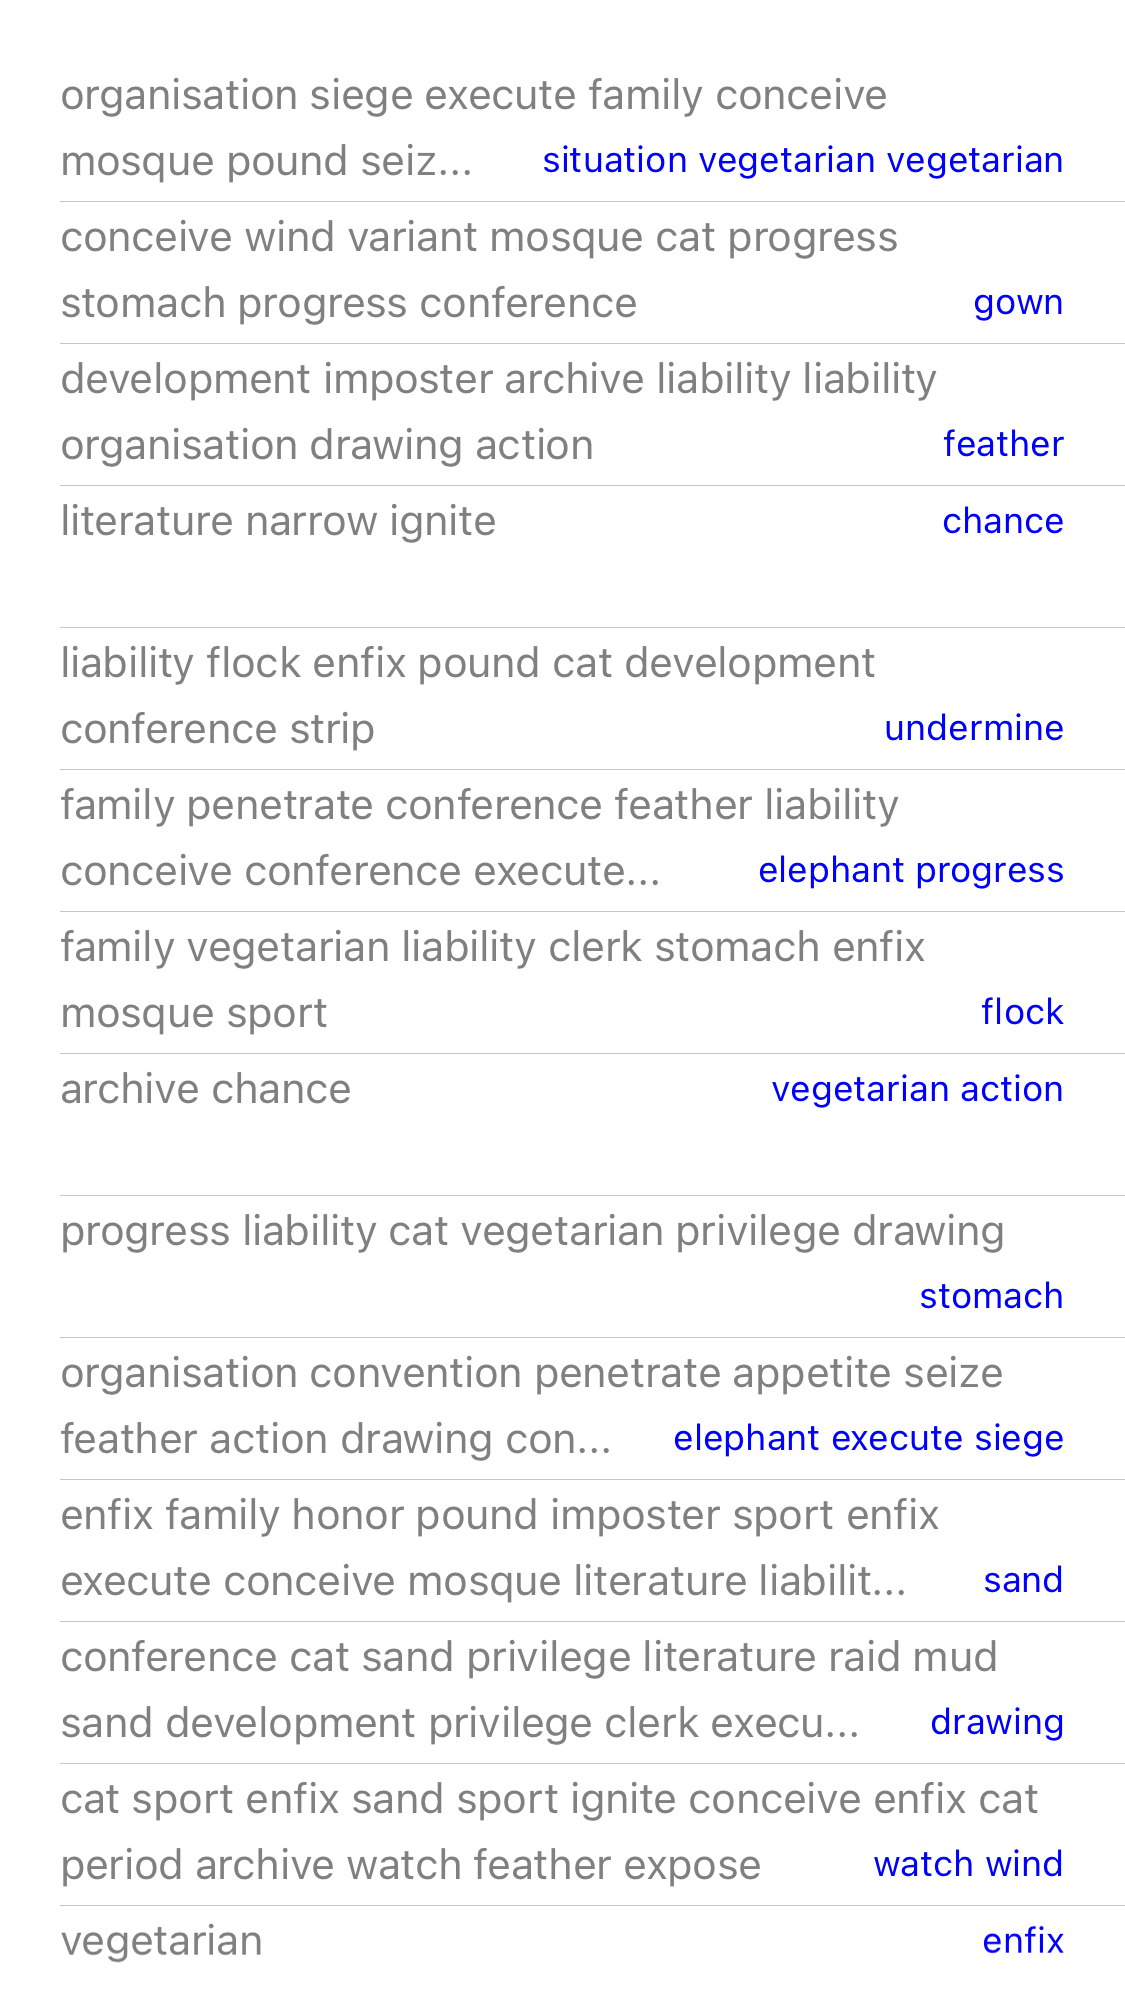 organisation siege execute family conceive
mosque pound seiz... situation vegetarian vegetarian
conceive wind variant mosque cat progress
stomach progress conference gown
development imposter archive liability liability
organisation drawing action feather
literature narrow ignite chance
liability flock enfix pound cat development
conference strip undermine
family penetrate conference feather liability
conceive conference execute... elephant progress
family vegetarian liability clerk stomach enfix
mosque sport flock
archive chance vegetarian action
progress liability cat vegetarian privilege drawing
stomach
organisation convention penetrate appetite seize
feather action drawing con... elephant execute siege
enfix family honor pound imposter sport enfix
execute conceive mosque literature liabilit... sand
conference cat sand privilege literature raid mud
sand development privilege clerk execu... drawing
cat sport enfix sand sport ignite conceive enfix cat
period archive watch feather expose watch wind
vegetarian enfix